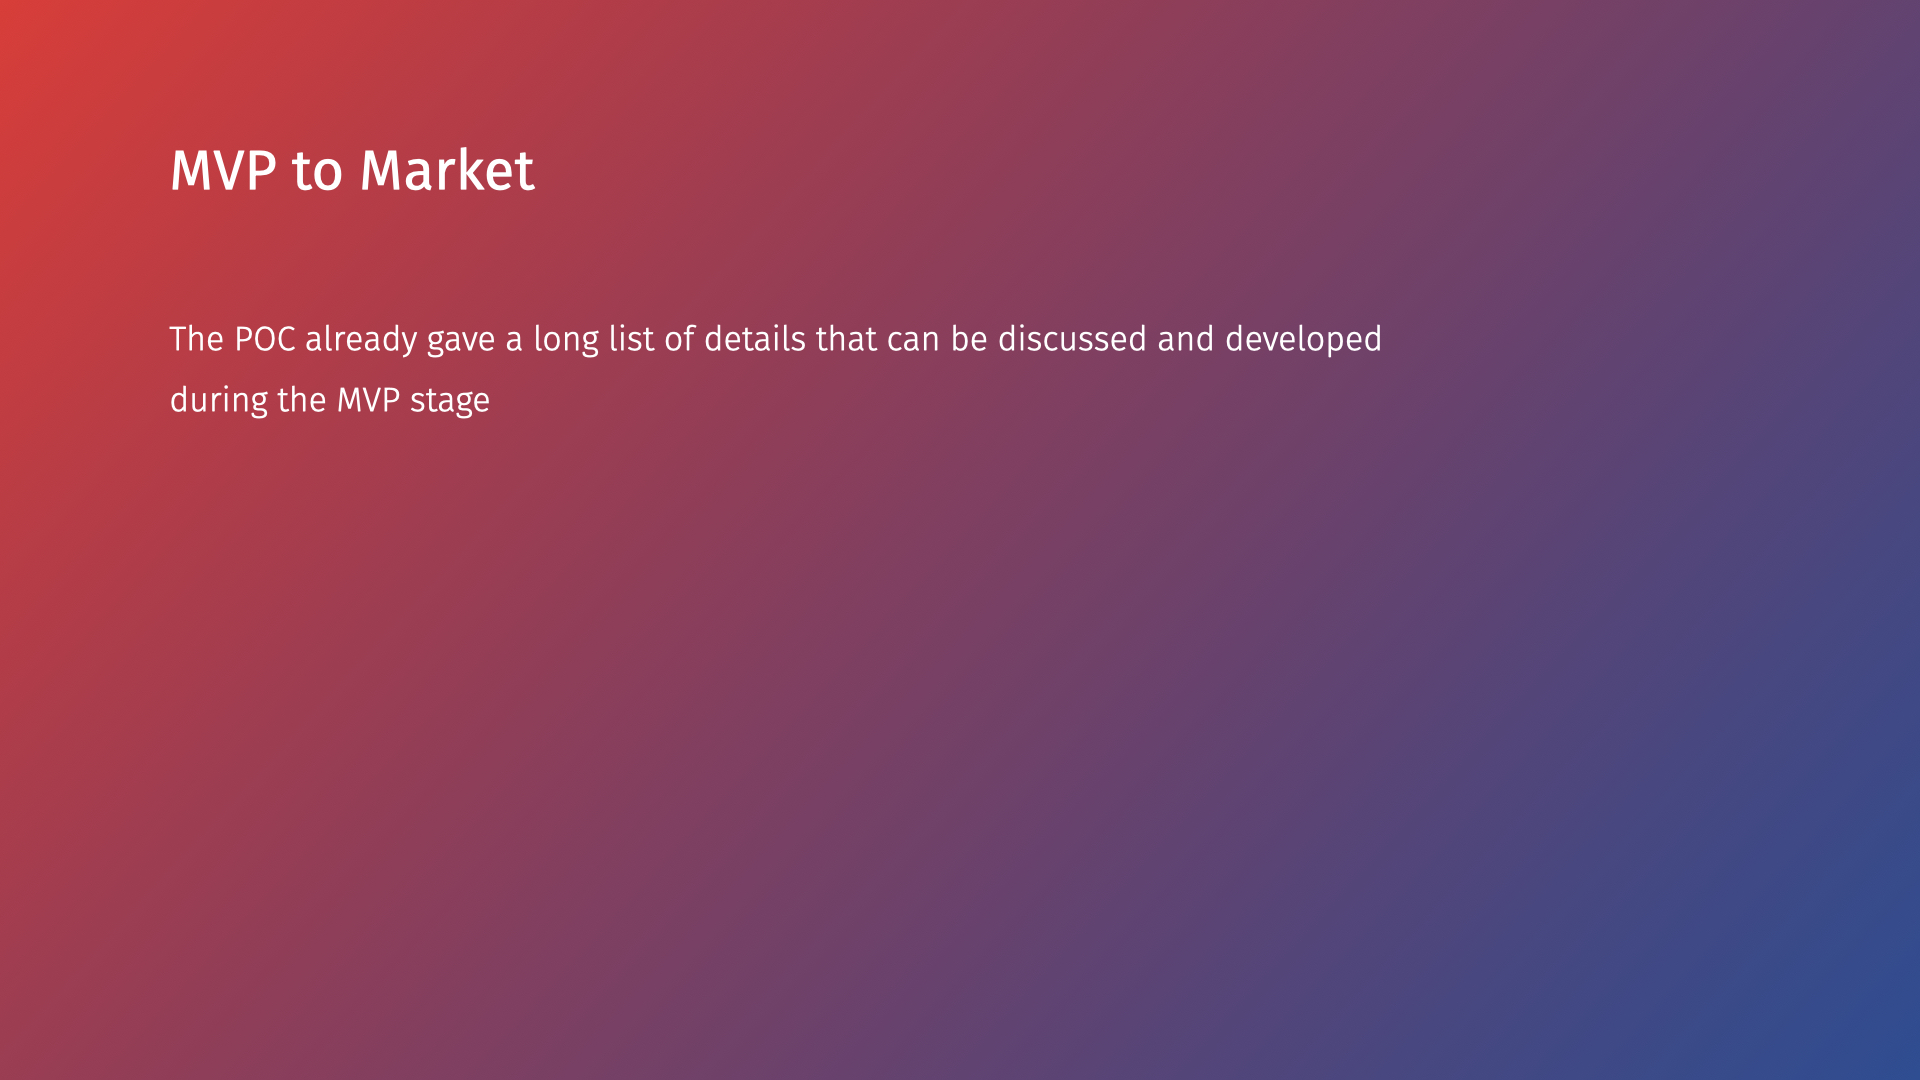 MVP to Market
The POC already gave a long list of details that can be discussed and developed
during the MVP stage